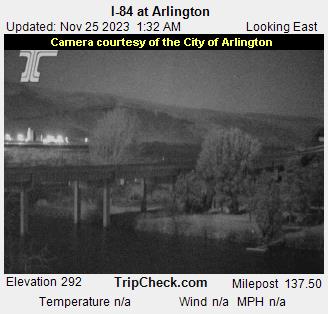 I-84 at Arlington
Updated: Nov 25 2023 1:32 AM Looking East
Camera courtesy of the City of Arlington
Elevation 292 TripCheck.com Milepost 137.50
Temperature n/a Wind n/a MPH n/a